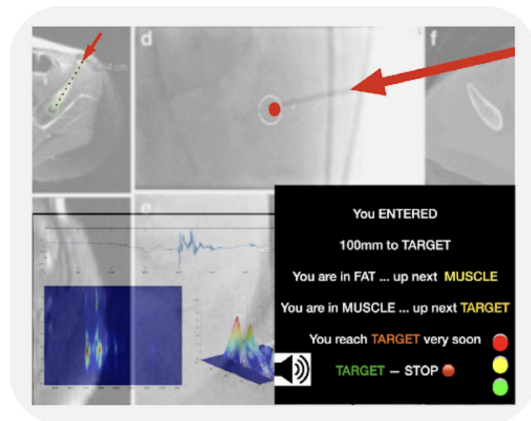 d
f
e
You ENTERED
100mm to TARGET
You are in FAT ... up next MUSCLE
You are in MUSCLE ... up next TARGET
You reach TARGET very soon
TARGET – STOP